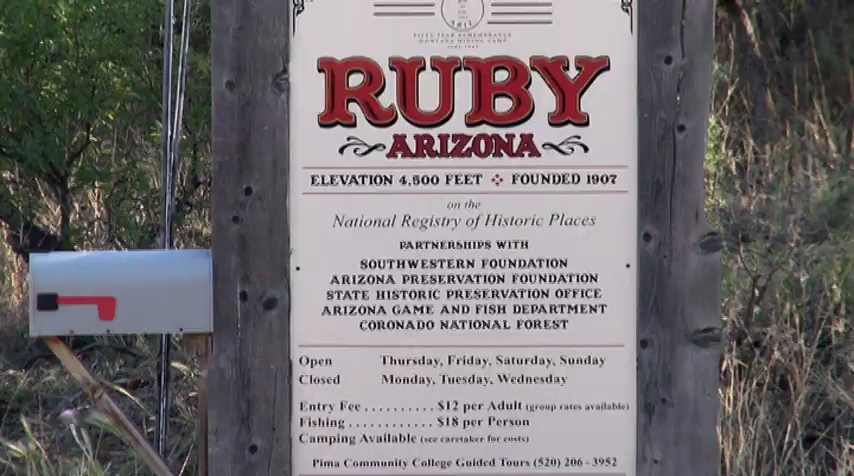 1912
FIFTY YEAR REMEMBRANCE
MONTANA MINING CAMP
RUBY
ARIZONA
ELEVATION 4,500 FEET ❖ FOUNDED 1907
on the
National Registry of Historic Places
PARTNERSHIPS WITH
SOUTHWESTERN FOUNDATION
ARIZONA PRESERVATION FOUNDATION
STATE HISTORIC PRESERVATION OFFICE
ARIZONA GAME AND FISH DEPARTMENT
CORONADO NATIONAL FOREST
Open Thursday, Friday, Saturday, Sunday
Closed Monday, Tuesday, Wednesday
Entry Fee . . . . . . . . . . $12 per Adult (group rates available)
Fishing . . . . . . . . . . . . $18 per Person
Camping Available (see caretaker for costs)
Pima Community College Guided Tours (520) 206 - 3952